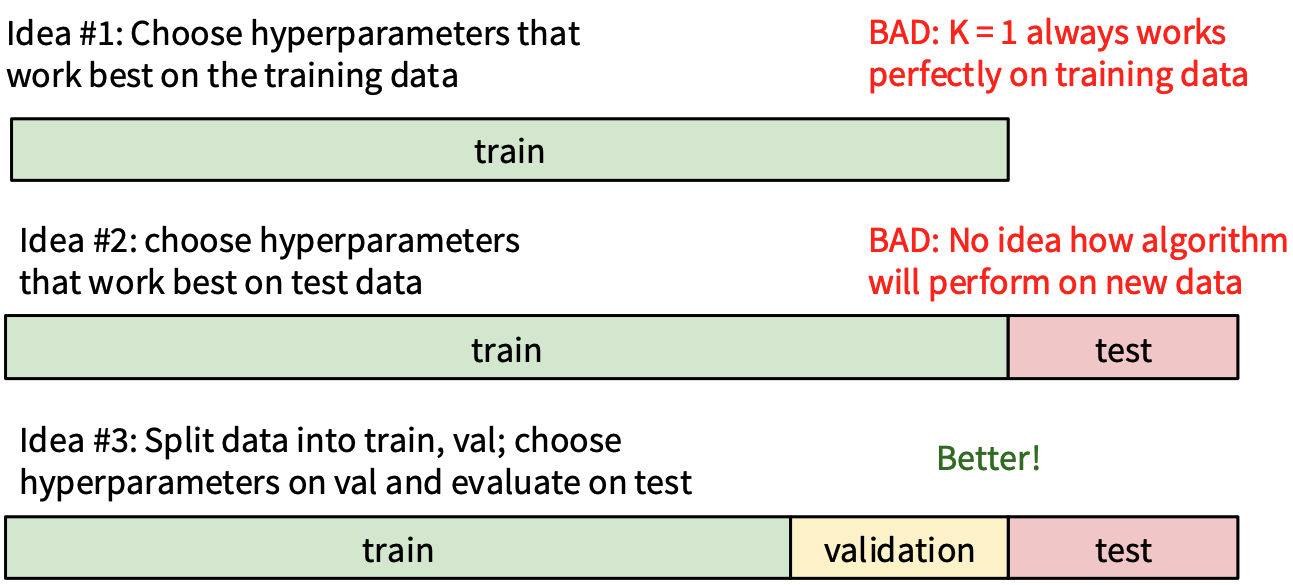 Idea #1: Choose hyperparameters that
work best on the training data
BAD: K = 1 always works
perfectly on training data
train
Idea #2: choose hyperparameters
that work best on test data
BAD: No idea how algorithm
will perform on new data
train
test
Idea #3: Split data into train, val; choose
hyperparameters on val and evaluate on test
Better!
train
validation
test